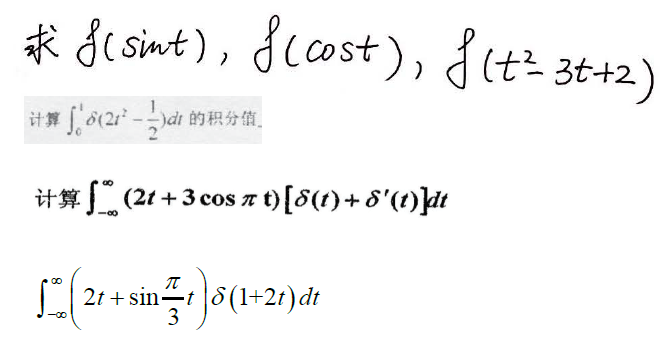 求 δ(sint), δ(cost), δ(t²-3t+2)
计算 ∫₀¹ δ(2t² - 1/2)dt 的积分值.
计算 ∫_{-∞}^{∞} (2t + 3 cos π t)[δ(t) + δ'(t)]dt
∫_{-∞}^{∞} (2t + sin π/3 t) δ(1+2t) dt